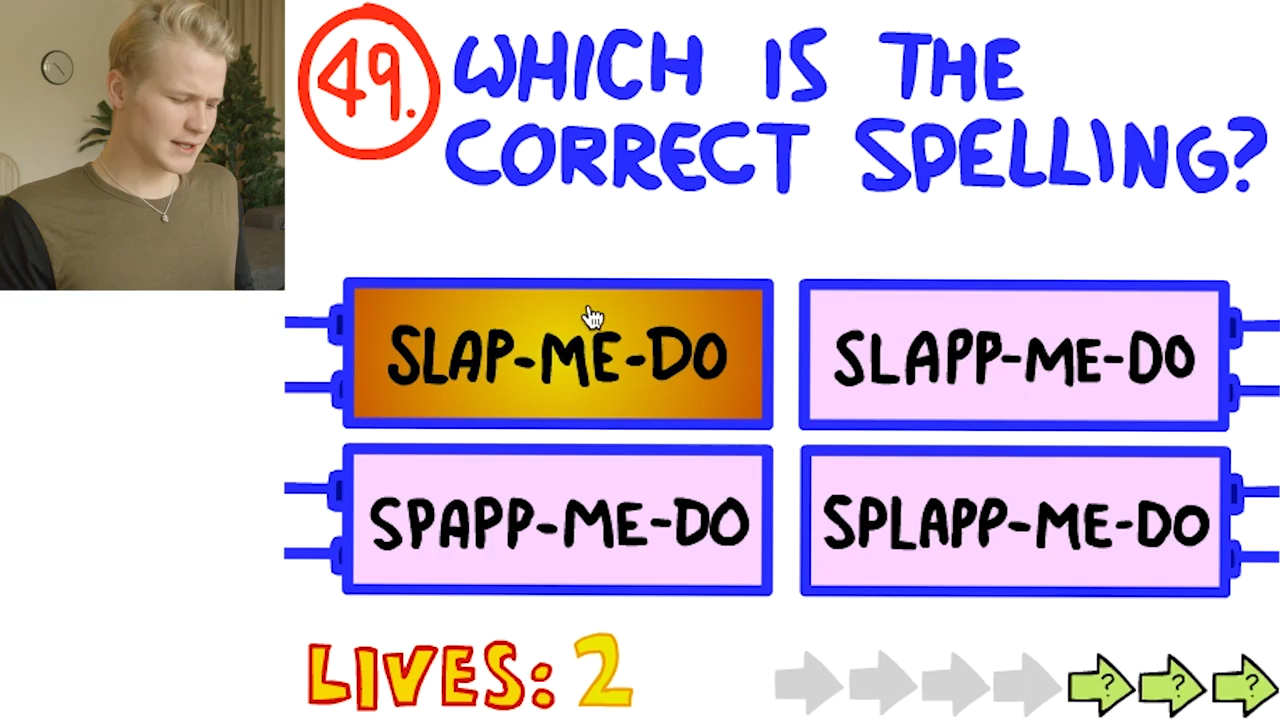 49. WHICH IS THE
CORRECT SPELLING?
SLAP-ME-DO
SLAPP-ME-DO
SPAPP-ME-DO
SPLAPP-ME-DO
LIVES: 2
? ? ?